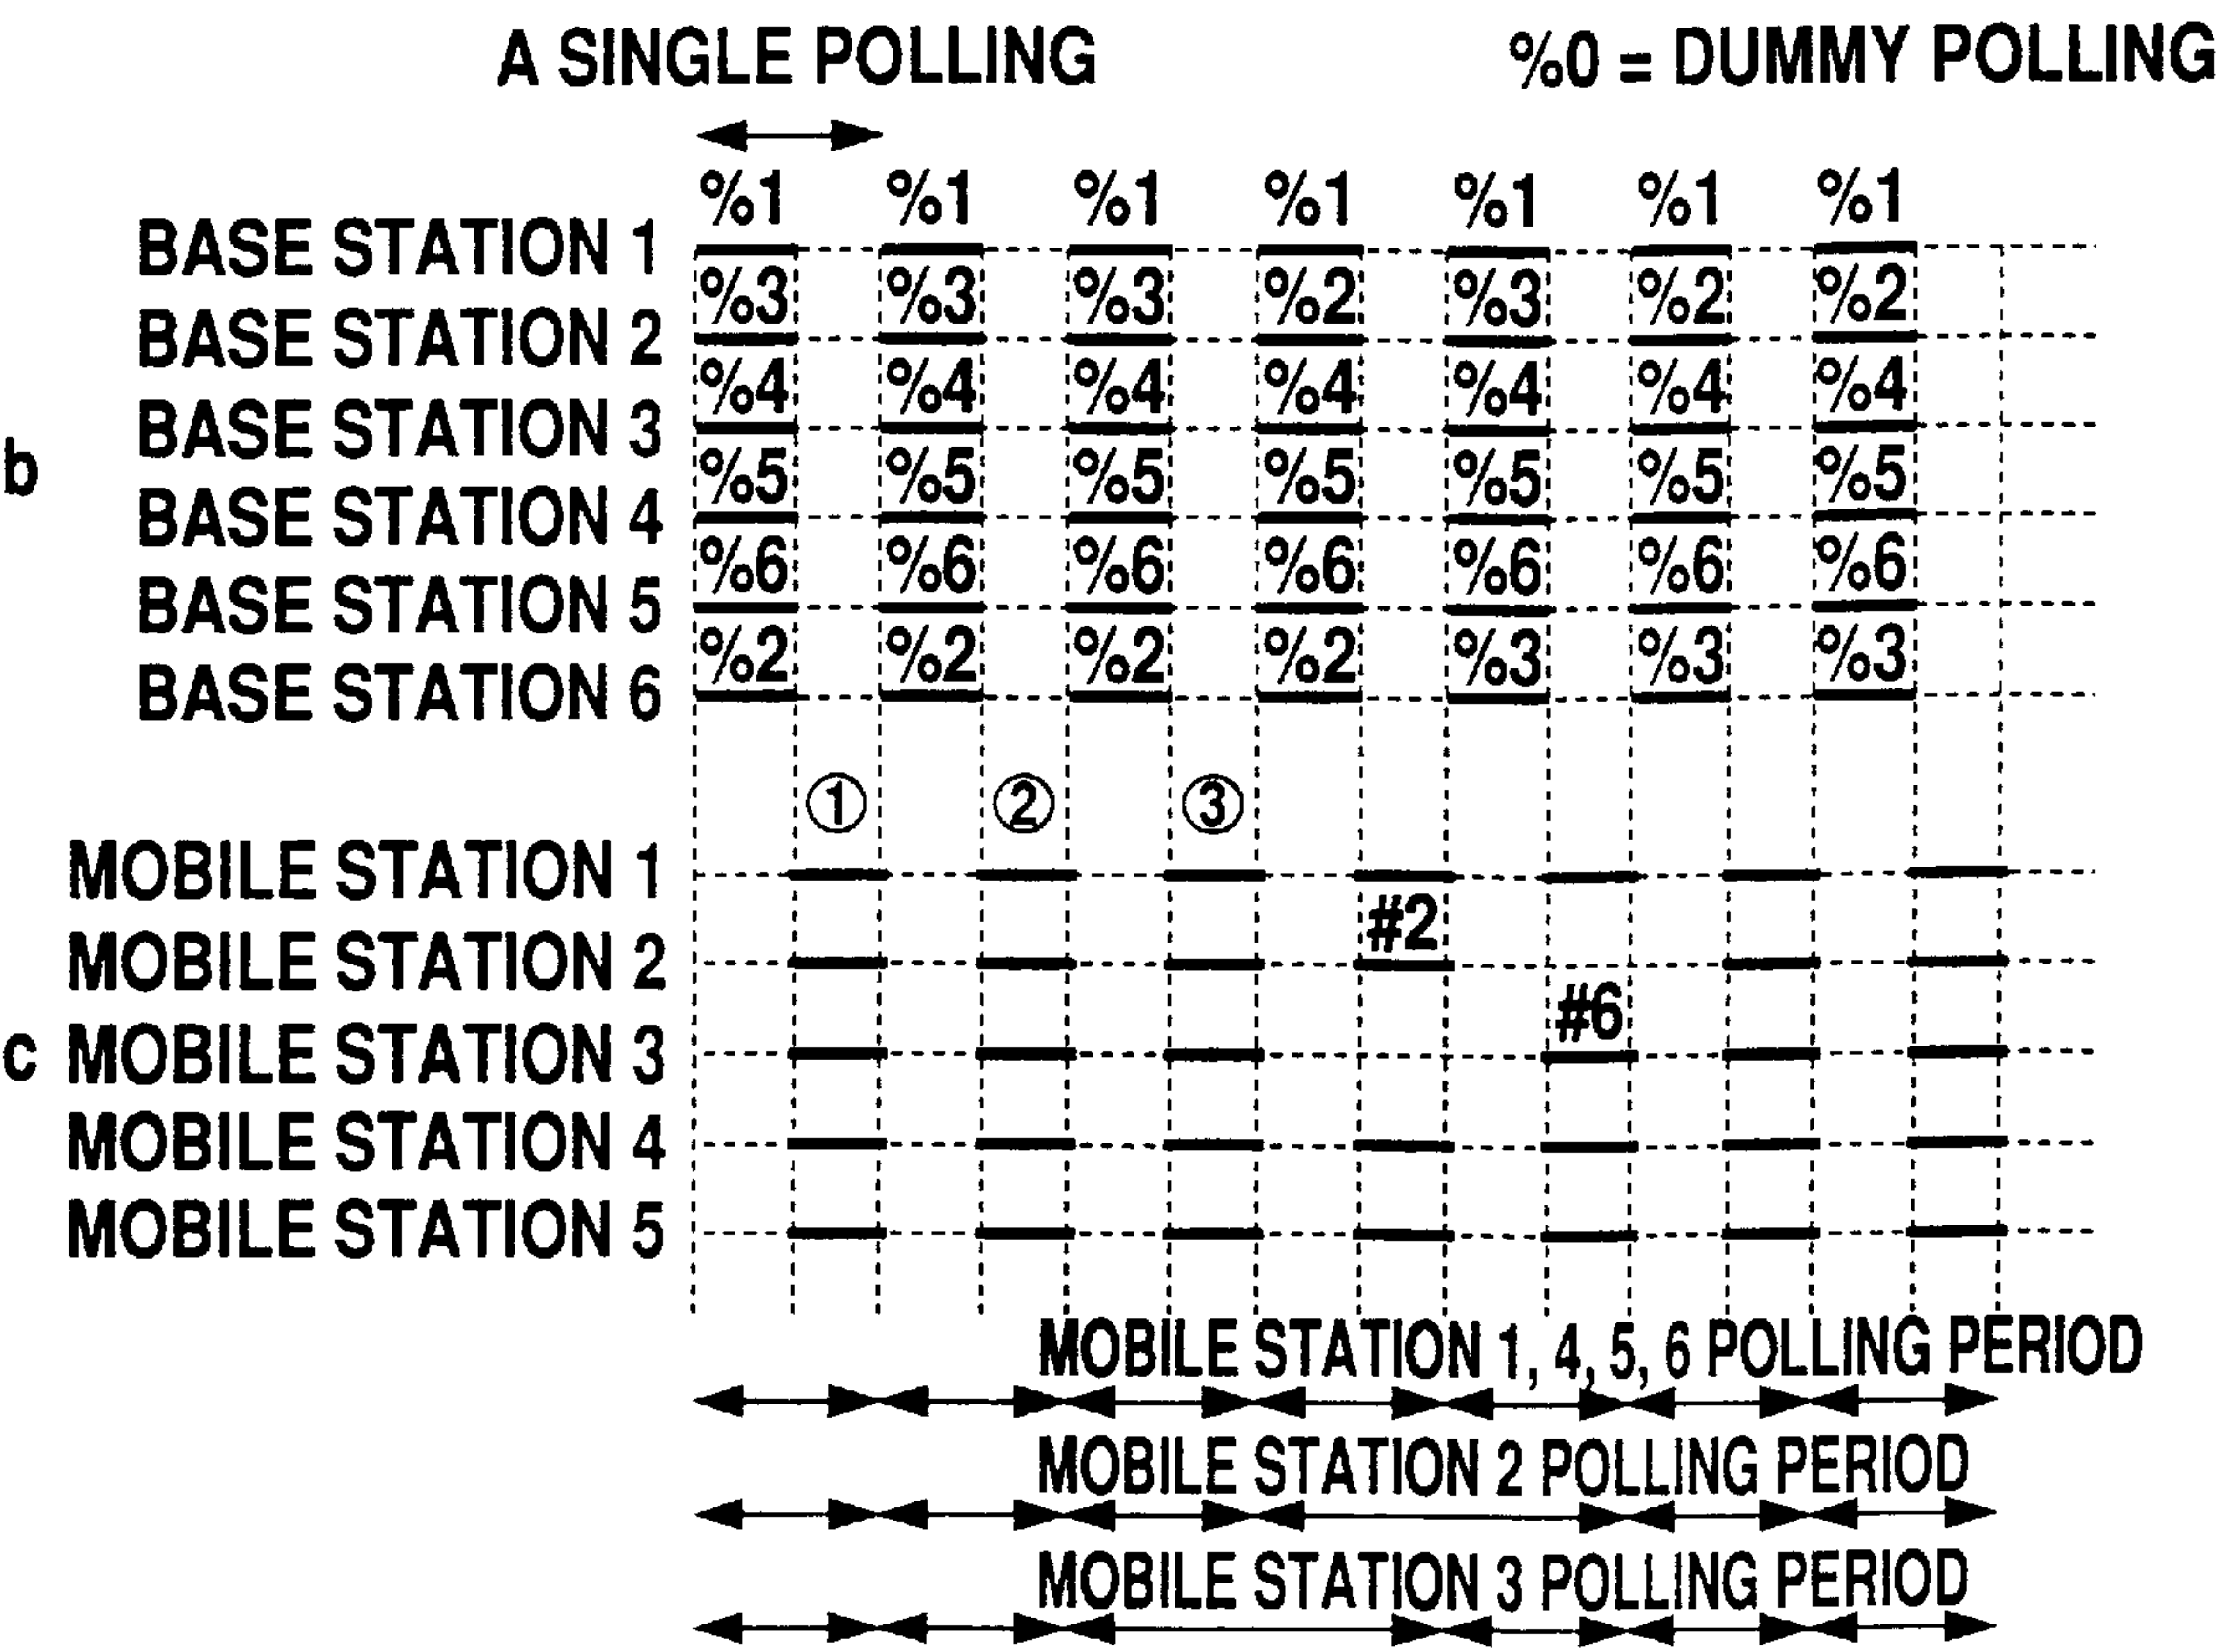 A SINGLE POLLING %0 = DUMMY POLLING
%1 %1 %1 %1 %1 %1 %1
BASE STATION 1
%3 %3 %3 %2 %3 %2 %2
BASE STATION 2
%4 %4 %4 %4 %4 %4 %4
BASE STATION 3
b
%5 %5 %5 %5 %5 %5 %5
BASE STATION 4
%6 %6 %6 %6 %6 %6 %6
BASE STATION 5
%2 %2 %2 %2 %3 %3 %3
BASE STATION 6
① ② ③
MOBILE STATION 1
#2
MOBILE STATION 2
#6
c MOBILE STATION 3
MOBILE STATION 4
MOBILE STATION 5
MOBILE STATION 1, 4, 5, 6 POLLING PERIOD
MOBILE STATION 2 POLLING PERIOD
MOBILE STATION 3 POLLING PERIOD